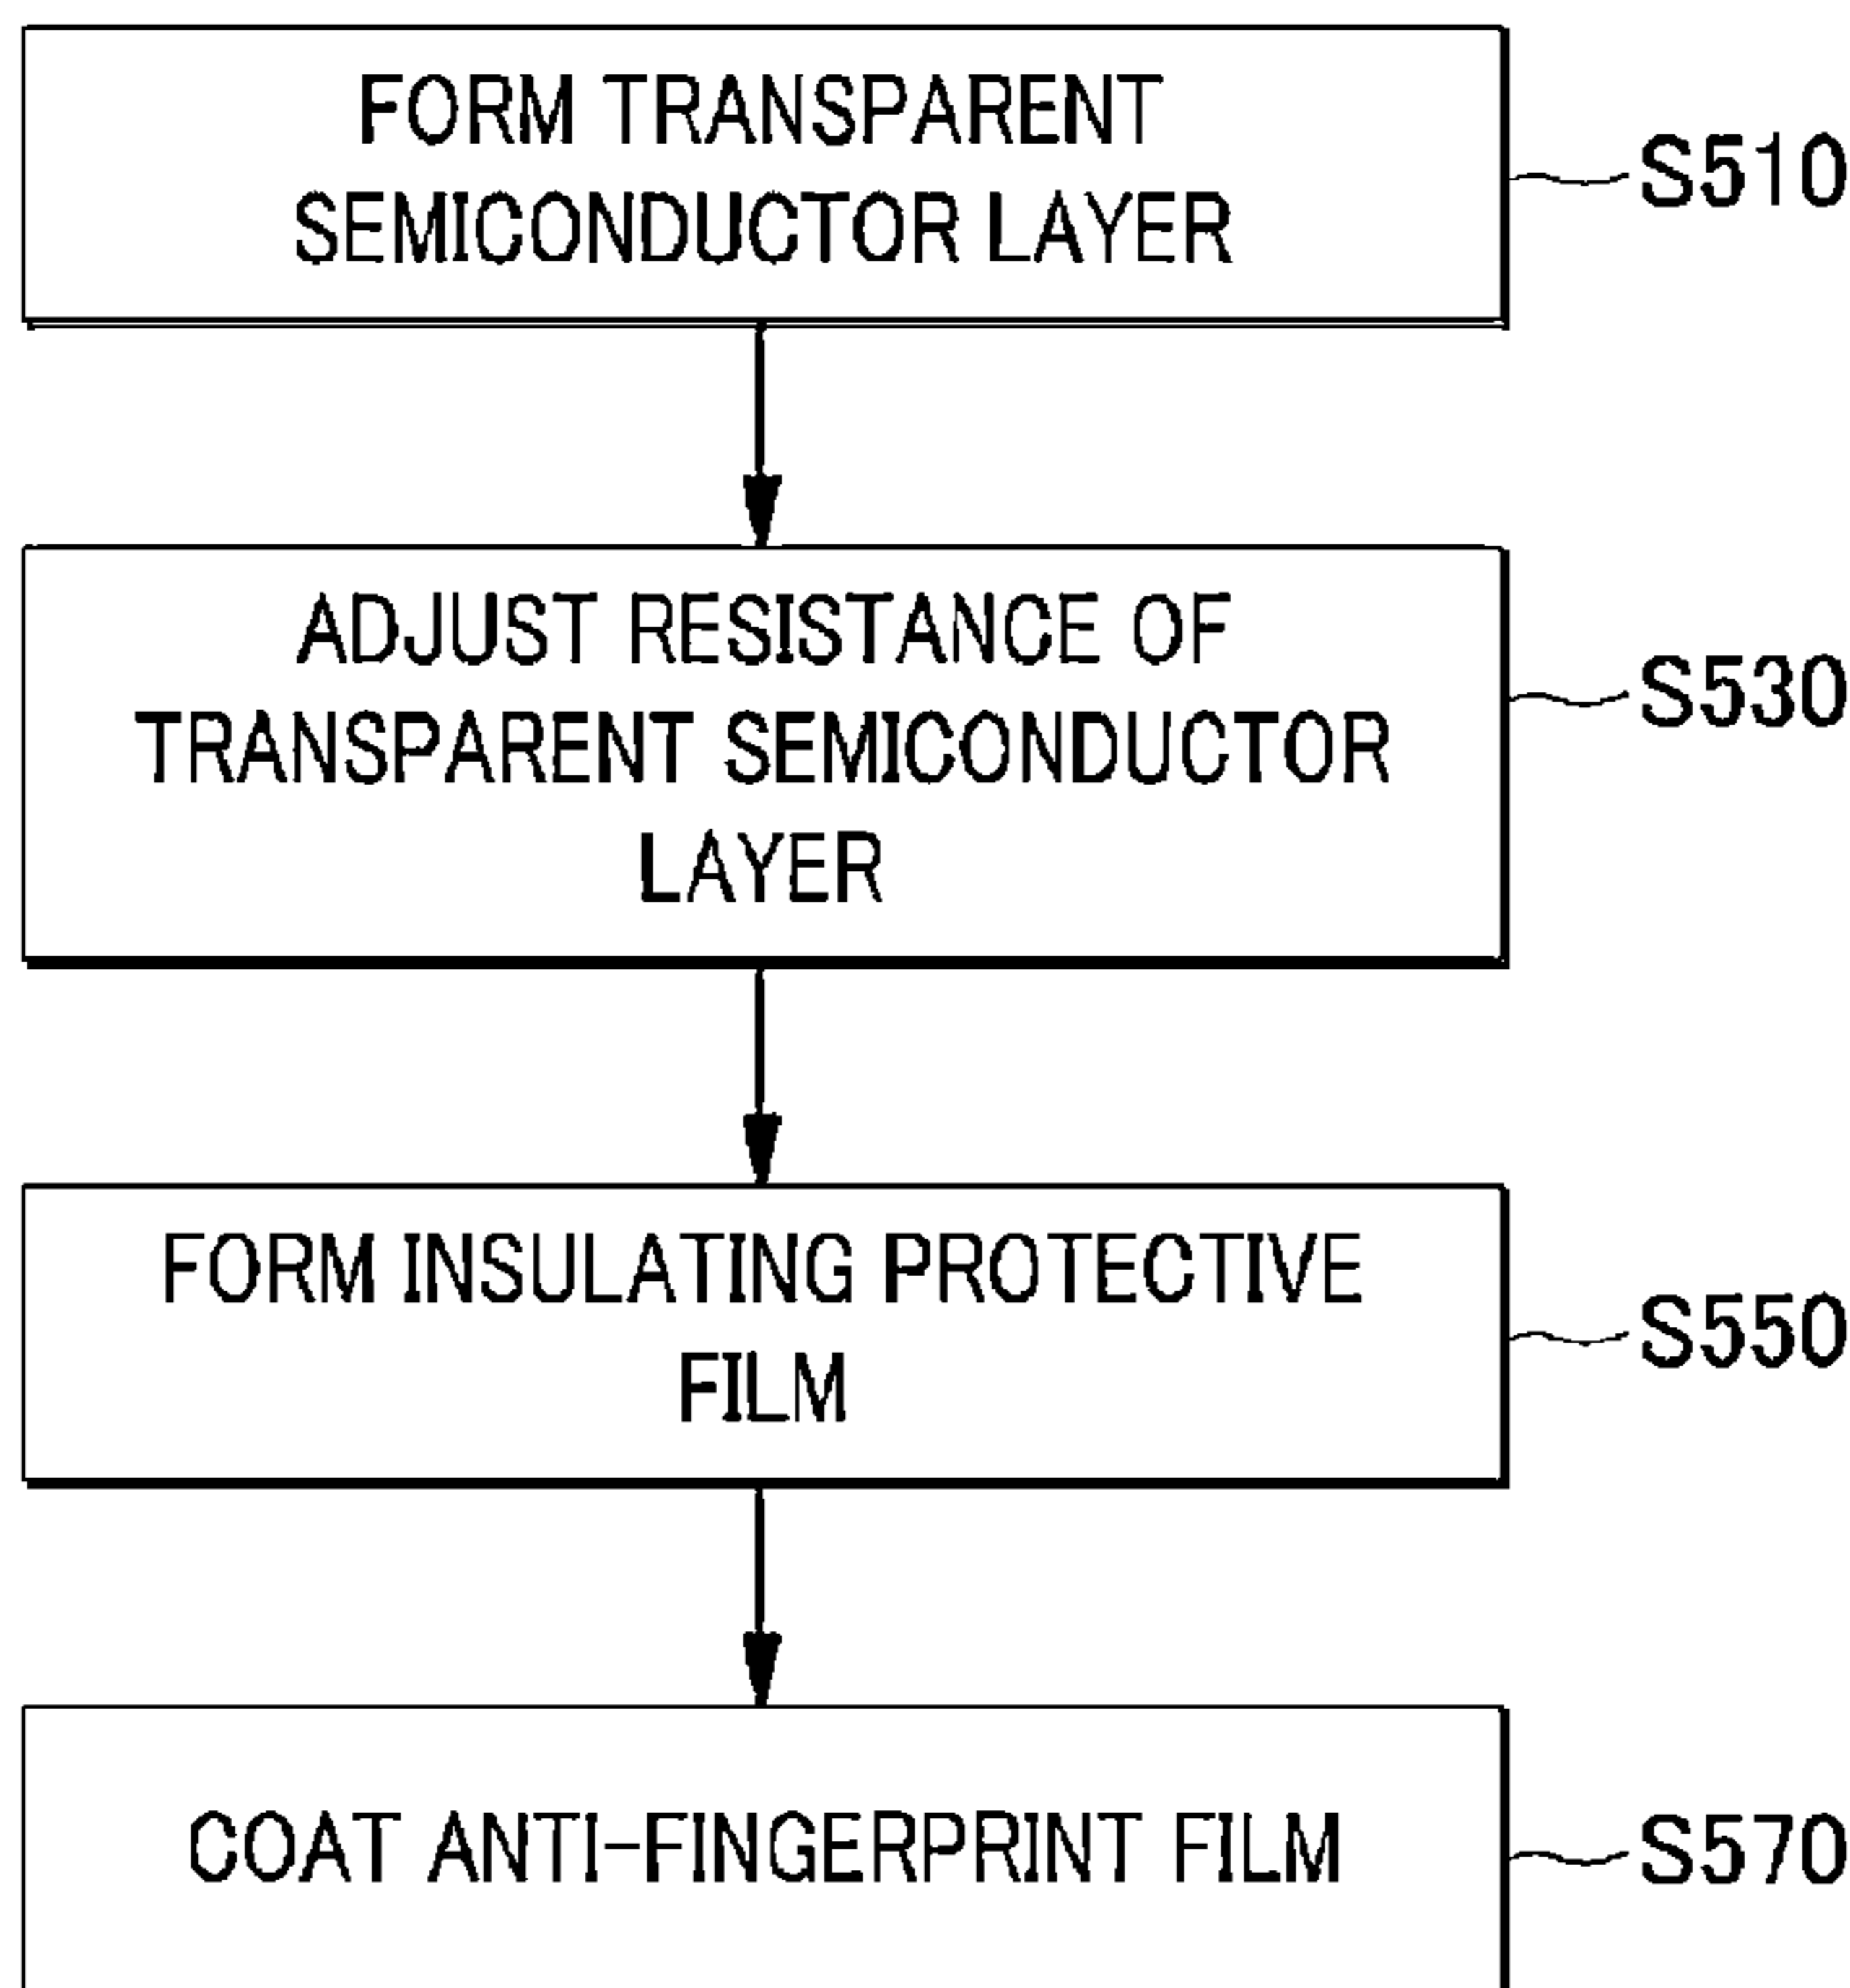 FORM TRANSPARENT
SEMICONDUCTOR LAYER
S510
ADJUST RESISTANCE OF
TRANSPARENT SEMICONDUCTOR
LAYER
S530
FORM INSULATING PROTECTIVE
FILM
S550
COAT ANTI-FINGERPRINT FILM
S570